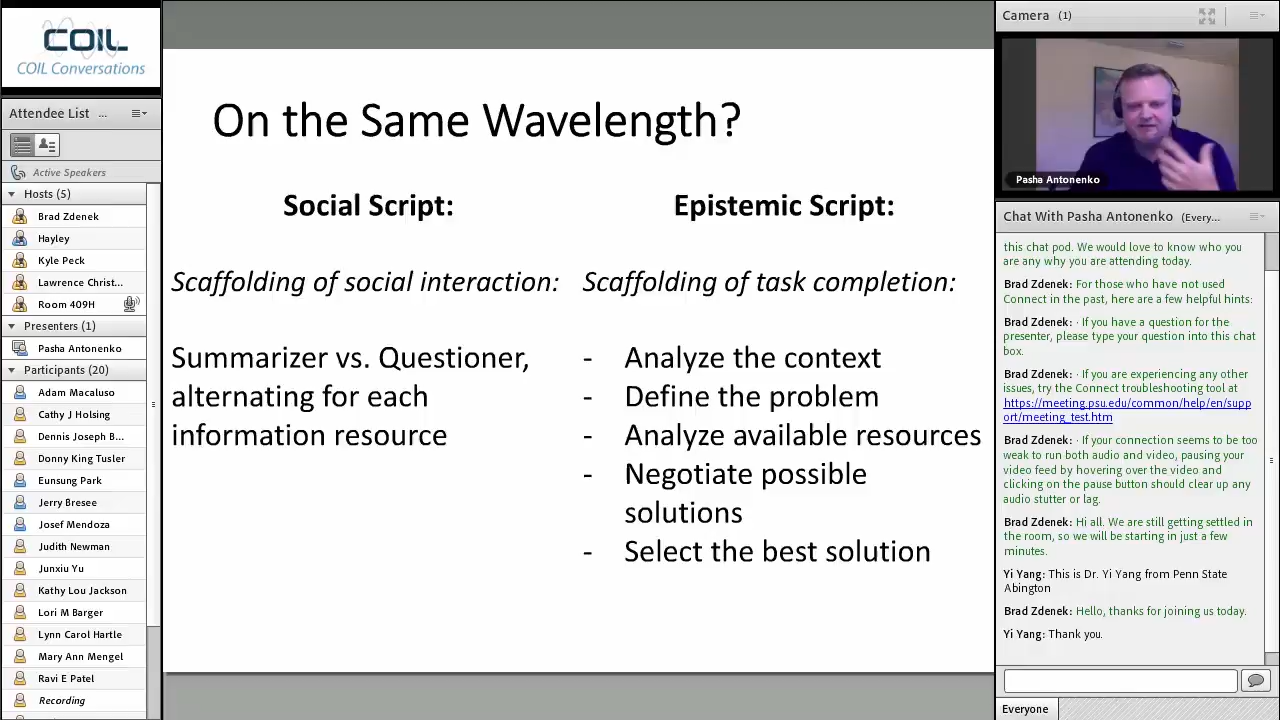 COIL
COIL Conversations
Attendee List ...
Active Speakers
Hosts (5)
Brad Zdenek
Hayley
Kyle Peck
Lawrence Christ...
Room 409H
Presenters (1)
Pasha Antonenko
Participants (20)
Adam Macaluso
Cathy J Holsing
Dennis Joseph B...
Donny King Tusler
Eunsung Park
Jerry Bresee
Josef Mendoza
Judith Newman
Junxiu Yu
Kathy Lou Jackson
Lori M Barger
Lynn Carol Hartle
Mary Ann Mengel
Ravi E Patel
Recording
On the Same Wavelength?
Social Script:
Scaffolding of social interaction:
Summarizer vs. Questioner,
alternating for each
information resource
Epistemic Script:
Scaffolding of task completion:
- Analyze the context
- Define the problem
- Analyze available resources
- Negotiate possible
solutions
- Select the best solution
Camera (1)
Pasha Antonenko
Chat With Pasha Antonenko (Every...
this chat pod. We would love to know who you
are any why you are attending today.
Brad Zdenek: For those who have not used
Connect in the past, here are a few helpful hints:
Brad Zdenek: · If you have a question for the
presenter, please type your question into this chat
box.
Brad Zdenek: · If you are experiencing any other
issues, try the Connect troubleshooting tool at
https://meeting.psu.edu/common/help/en/supp
ort/meeting_test.htm
Brad Zdenek: · If your connection seems to be too
weak to run both audio and video, pausing your
video feed by hovering over the video and
clicking on the pause button should clear up any
audio stutter or lag.
Brad Zdenek: Hi all. We are still getting settled in
the room, so we will be starting in just a few
minutes.
Yi Yang: This is Dr. Yi Yang from Penn State
Abington
Brad Zdenek: Hello, thanks for joining us today.
Yi Yang: Thank you.
Everyone